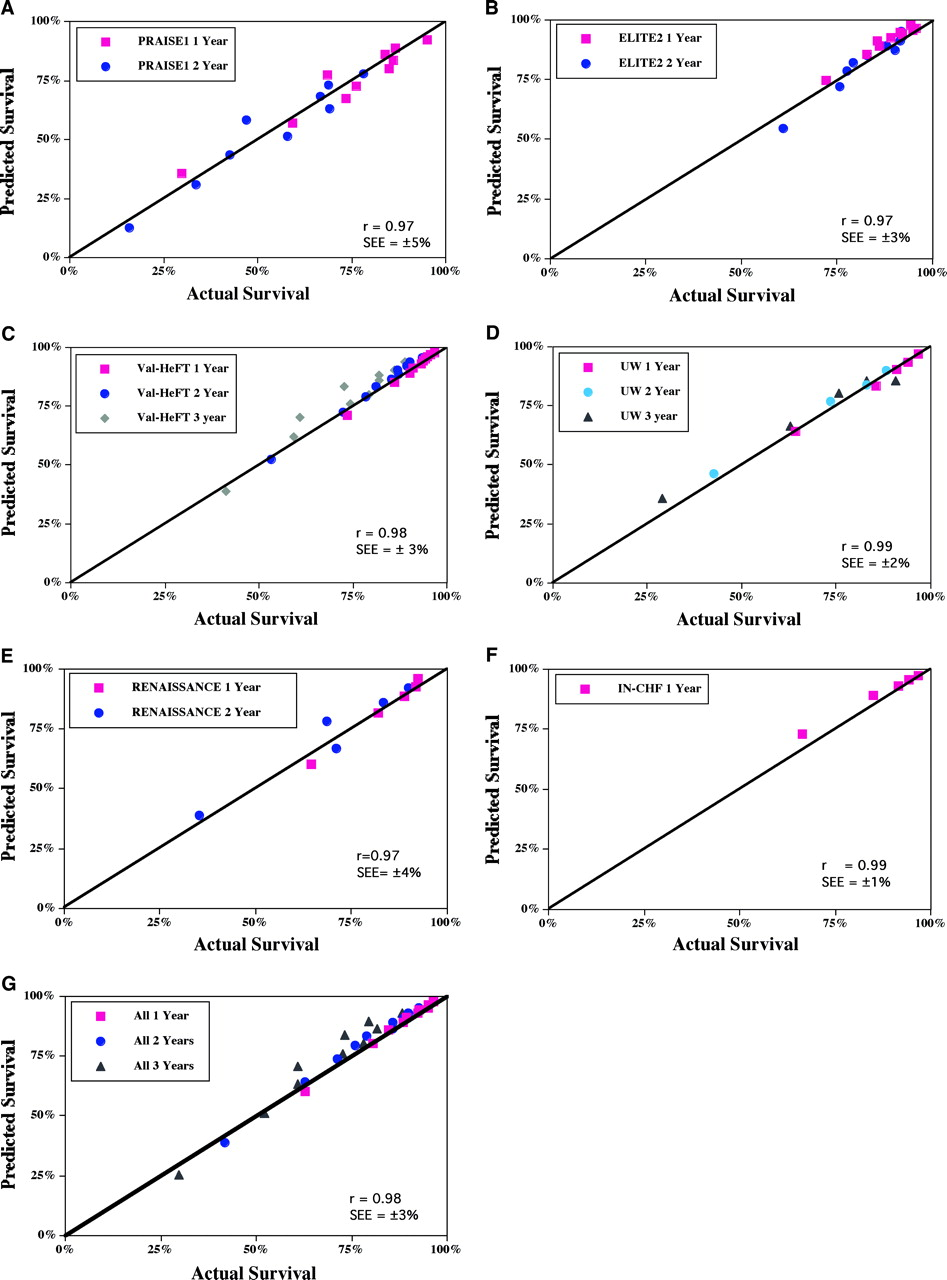 A
PRAISE1 1 Year
PRAISE1 2 Year
100%
75%
50%
25%
0%
Predicted Survival
r = 0.97
SEE = ±5%
0% 25% 50% 75% 100%
Actual Survival
B
ELITE2 1 Year
ELITE2 2 Year
100%
75%
50%
25%
0%
Predicted Survival
r = 0.97
SEE = ±3%
0% 25% 50% 75% 100%
Actual Survival
C
Val-HeFT 1 Year
Val-HeFT 2 Year
Val-HeFT 3 year
100%
75%
50%
25%
0%
Predicted Survival
r = 0.98
SEE = ± 3%
0% 25% 50% 75% 100%
Actual Survival
D
UW 1 Year
UW 2 Year
UW 3 year
100%
75%
50%
25%
0%
Predicted Survival
r = 0.99
SEE = ±2%
0% 25% 50% 75% 100%
Actual Survival
E
RENAISSANCE 1 Year
RENAISSANCE 2 Year
100%
75%
50%
25%
0%
Predicted Survival
r=0.97
SEE= ±4%
0% 25% 50% 75% 100%
Actual Survival
F
IN-CHF 1 Year
100%
75%
50%
25%
0%
Predicted Survival
r = 0.99
SEE = ±1%
0% 25% 50% 75% 100%
Actual Survival
G
All 1 Year
All 2 Years
All 3 Years
100%
75%
50%
25%
0%
Predicted Survival
r = 0.98
SEE = ±3%
0% 25% 50% 75% 100%
Actual Survival